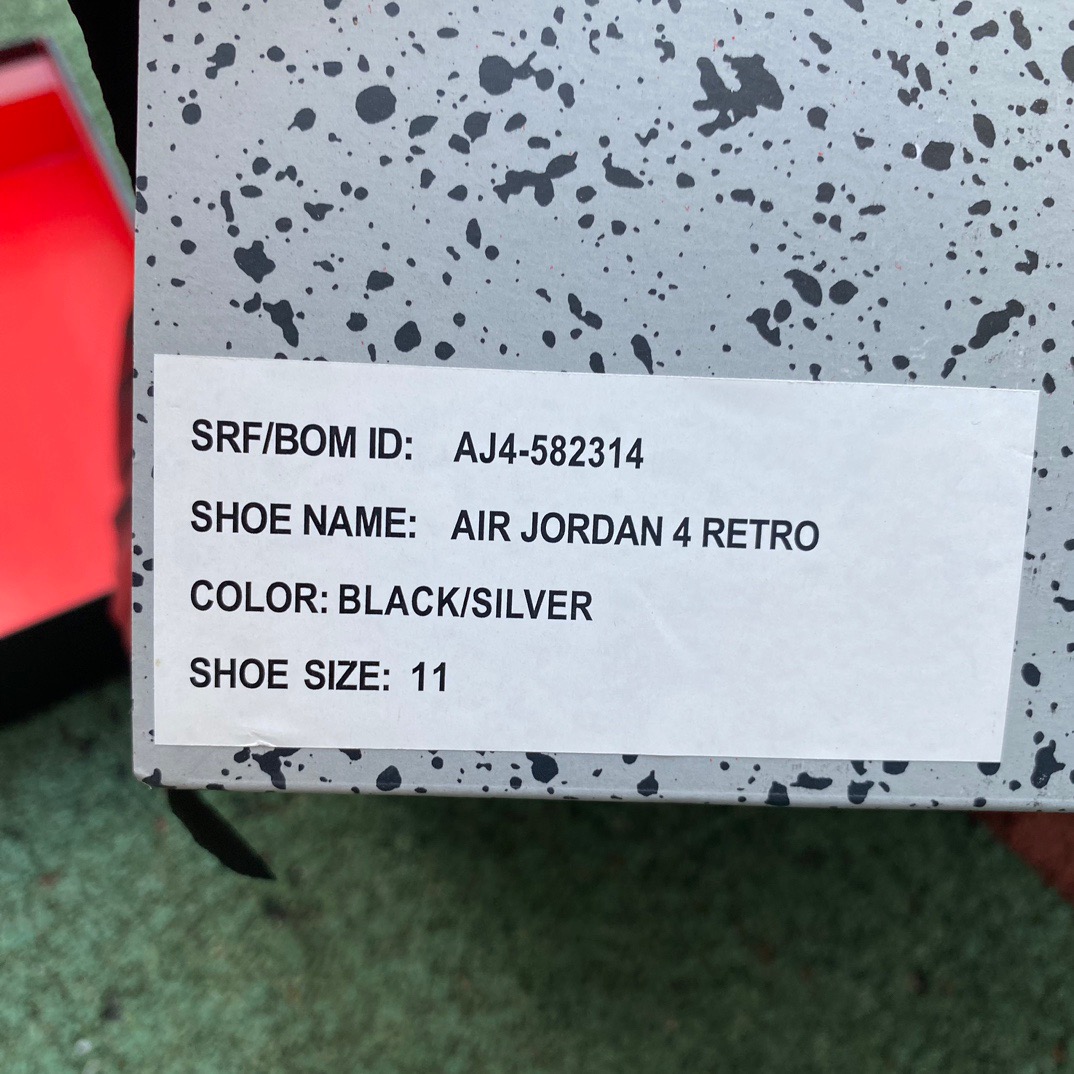 SRF/BOM ID: AJ4-582314
SHOE NAME: AIR JORDAN 4 RETRO
COLOR: BLACK/SILVER
SHOE SIZE: 11